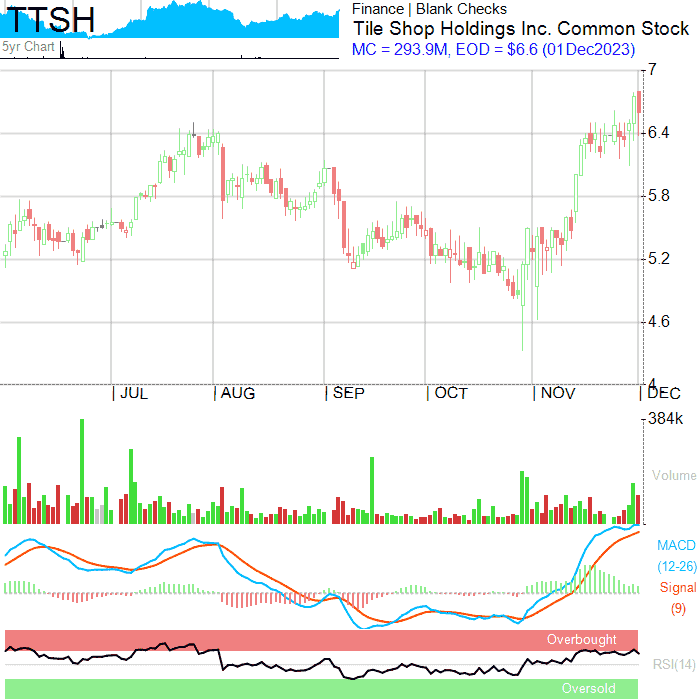 TTSH
5yr Chart
Finance | Blank Checks
Tile Shop Holdings Inc. Common Stock
MC = 293.9M, EOD = $6.6 (01Dec2023)
7
6.4
5.8
5.2
4.6
4
| JUL | AUG | SEP | OCT | NOV | DEC
384k
Volume
MACD
(12-26)
Signal
(9)
Overbought
RSI(14)
Oversold